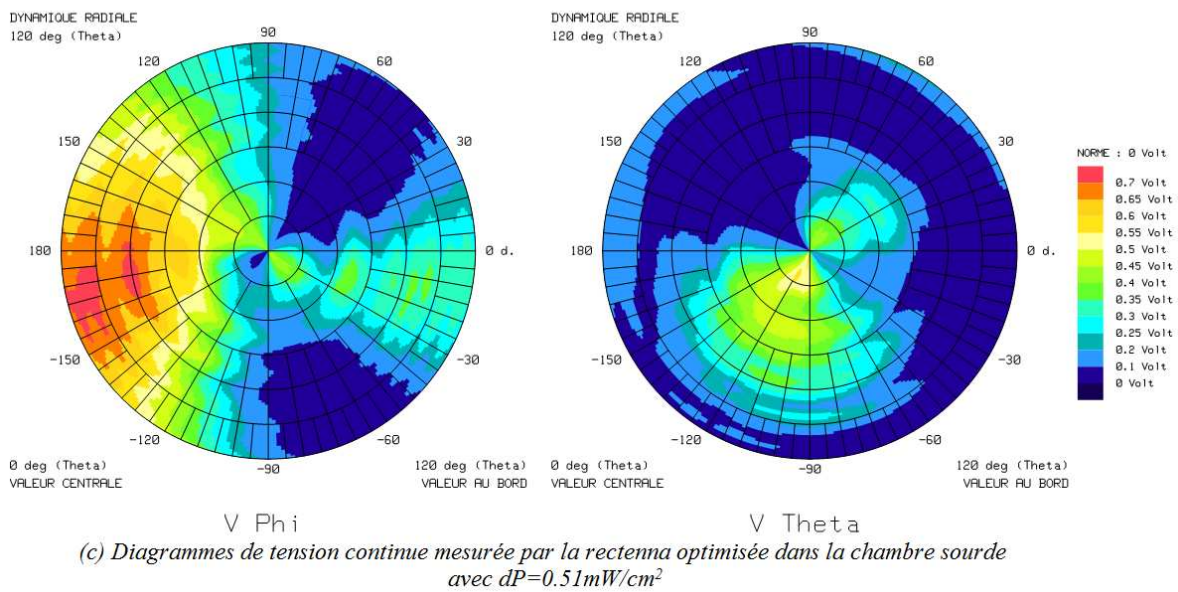 DYNAMIQUE RADIALE
120 deg (Theta)
90
120
60
150
30
180
0 d.
-150
-30
-120
-60
-90
0 deg (Theta)
VALEUR CENTRALE
120 deg (Theta)
VALEUR AU BORD
V Phi
DYNAMIQUE RADIALE
120 deg (Theta)
90
120
60
150
30
180
0 d.
-150
-30
-120
-60
-90
0 deg (Theta)
VALEUR CENTRALE
120 deg (Theta)
VALEUR AU BORD
V Theta
NORME : 0 Volt
0.7 Volt
0.65 Volt
0.6 Volt
0.55 Volt
0.5 Volt
0.45 Volt
0.4 Volt
0.35 Volt
0.3 Volt
0.25 Volt
0.2 Volt
0.1 Volt
0 Volt
(c) Diagrammes de tension continue mesurée par la rectenna optimisée dans la chambre sourde
avec dP=0.51mW/cm²